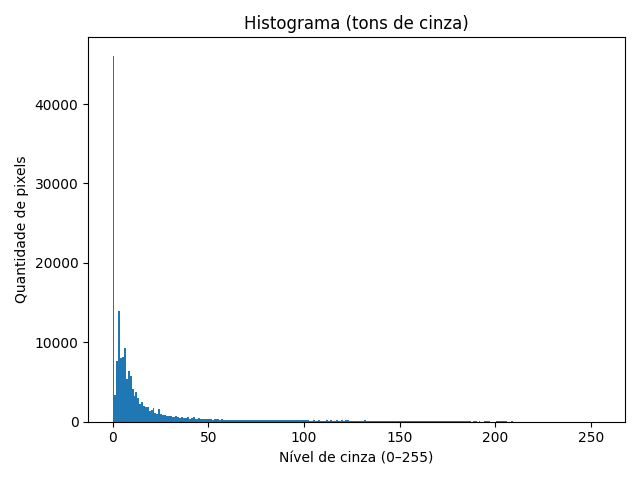 Histograma (tons de cinza)
Quantidade de pixels
40000
30000
20000
10000
0
0 50 100 150 200 250
Nível de cinza (0–255)